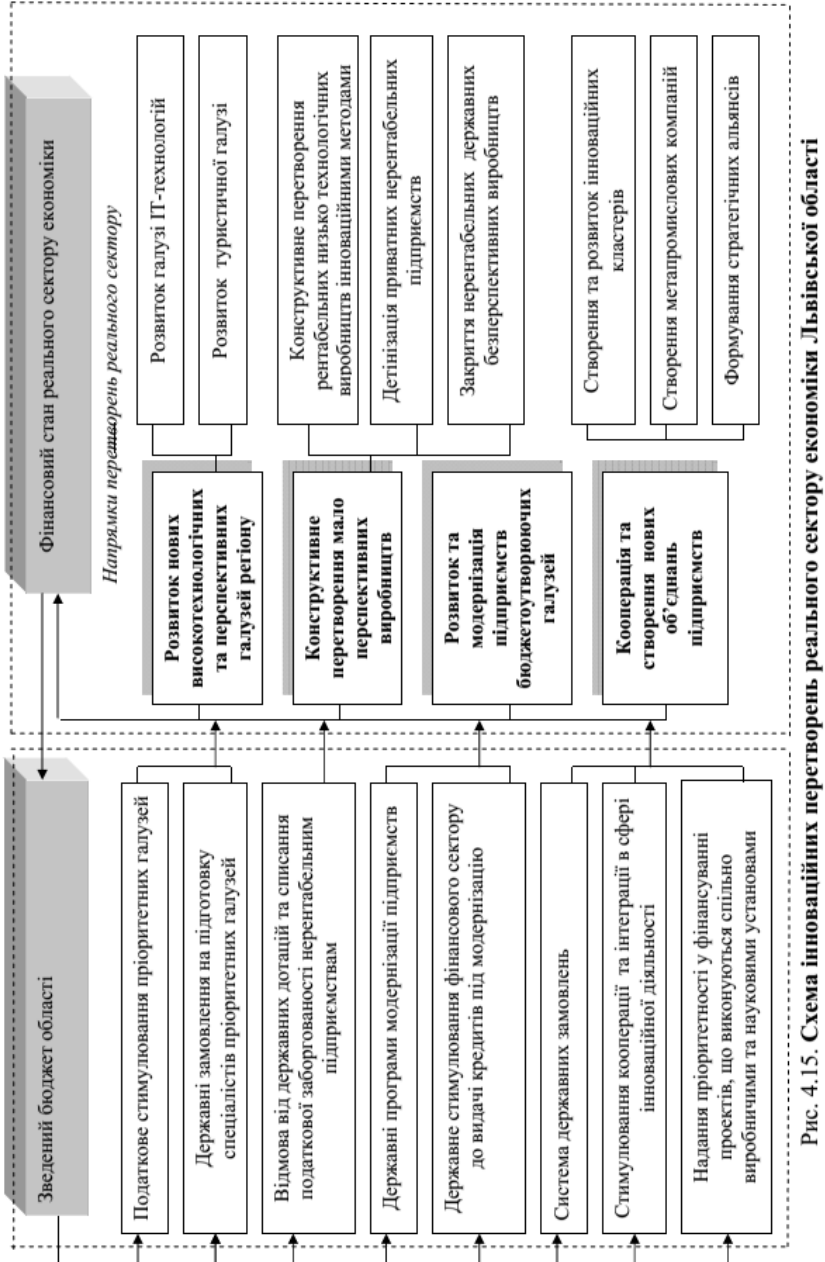 Зведений бюджет області
Податкове стимулювання пріоритетних галузей
Державні замовлення на підготовку
спеціалістів пріоритетних галузей
Відмова від державних дотацій та списання
податкової заборгованості нерентабельним
підприємствам
Державні програми модернізації підприємств
Державне стимулювання фінансового сектору
до видачі кредитів під модернізацію
Система державних замовлень
Стимулювання кооперації та інтеграції в сфері
інноваційної діяльності
Надання пріоритетності у фінансуванні
проектів, що виконуються спільно
виробничими та науковими установами
Фінансовий стан реального сектору економіки
Напрямки перетворень реального сектору
Розвиток нових
високотехнологічних
та перспективних
галузей регіону
Конструктивне
перетворення мало
перспективних
виробництв
Розвиток та
модернізація
підприємств
бюджетоутворюючих
галузей
Кооперація та
створення нових
об’єднань
підприємств
Розвиток галузі ІТ-технологій
Розвиток туристичної галузі
Конструктивне перетворення
рентабельних низько технологічних
виробництв інноваційними методами
Детінізація приватних нерентабельних
підприємств
Закриття нерентабельних державних
безперспективних виробництв
Створення та розвиток інноваційних
кластерів
Створення метапромислових компаній
Формування стратегічних альянсів
Рис. 4.15. Схема інноваційних перетворень реального сектору економіки Львівської області